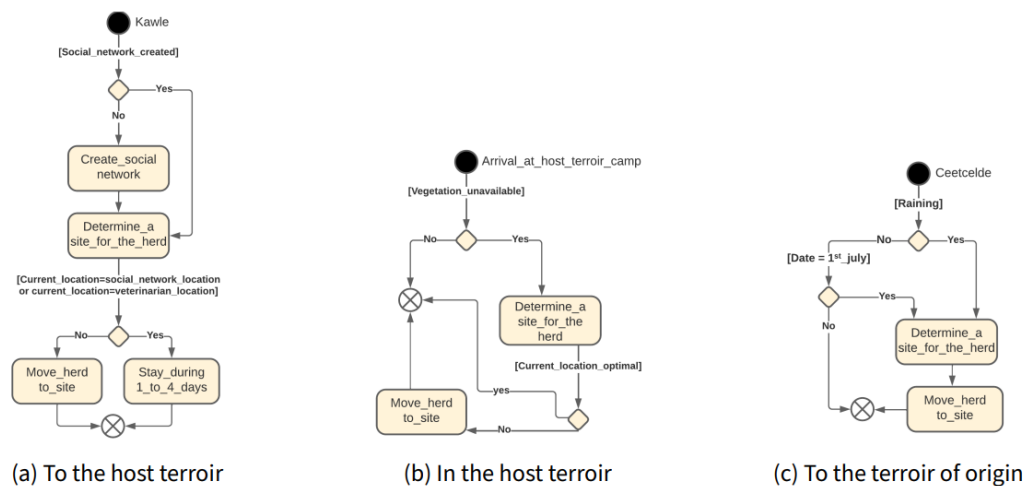 Kawle
[Social_network_created]
Yes
No
Create_social
network
Determine_a
site_for_the_herd
[Current_location=social_network_location
or current_location=veterinarian_location]
No
Yes
Move_herd
to_site
Stay_during
1_to_4_days
(a) To the host terroir
Arrival_at_host_terroir_camp
[Vegetation_unavailable]
No
Yes
Determine_a
site_for_the
herd
[Current_location_optimal]
yes
Move_herd
to_site
No
(b) In the host terroir
Ceetcelde
[Raining]
No
Yes
[Date = 1st_july]
Yes
No
Determine_a
site_for_the_herd
Move_herd
to_site
(c) To the terroir of origin